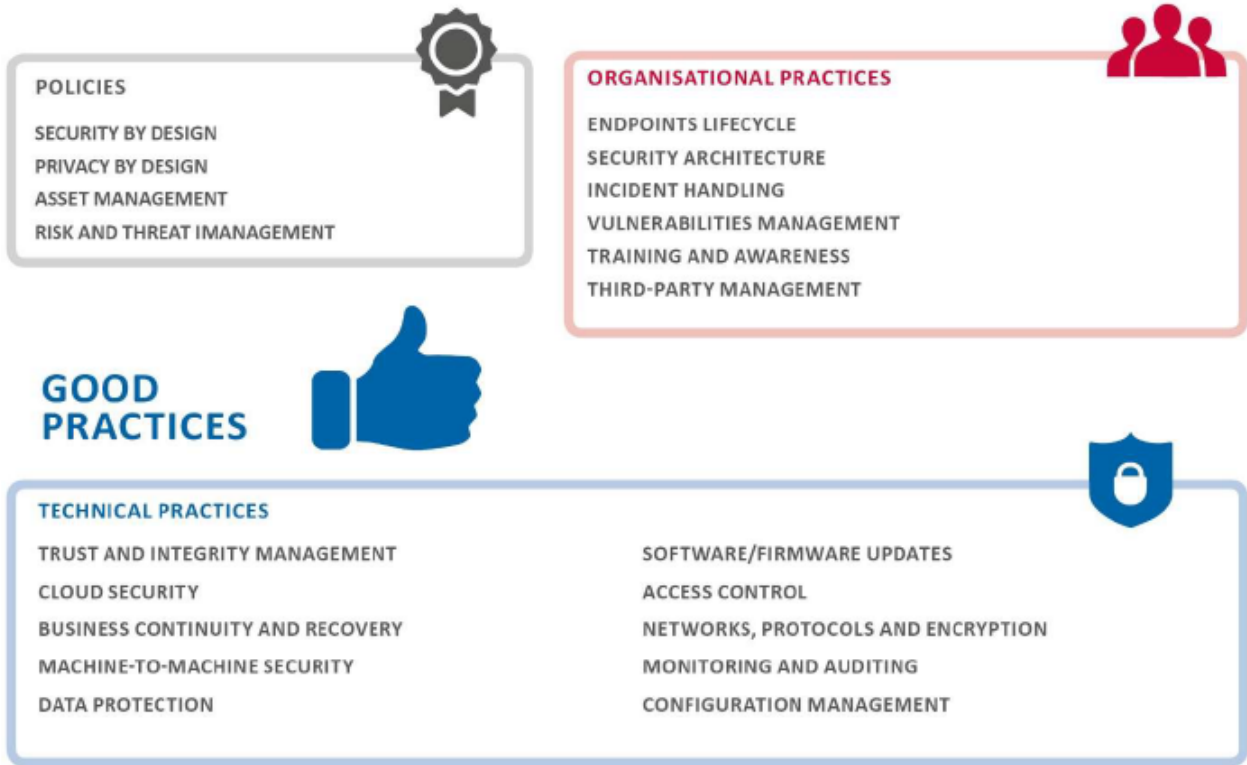 POLICIES
SECURITY BY DESIGN
PRIVACY BY DESIGN
ASSET MANAGEMENT
RISK AND THREAT IMANAGEMENT
ORGANISATIONAL PRACTICES
ENDPOINTS LIFECYCLE
SECURITY ARCHITECTURE
INCIDENT HANDLING
VULNERABILITIES MANAGEMENT
TRAINING AND AWARENESS
THIRD-PARTY MANAGEMENT
GOOD
PRACTICES
TECHNICAL PRACTICES
TRUST AND INTEGRITY MANAGEMENT
CLOUD SECURITY
BUSINESS CONTINUITY AND RECOVERY
MACHINE-TO-MACHINE SECURITY
DATA PROTECTION
SOFTWARE/FIRMWARE UPDATES
ACCESS CONTROL
NETWORKS, PROTOCOLS AND ENCRYPTION
MONITORING AND AUDITING
CONFIGURATION MANAGEMENT